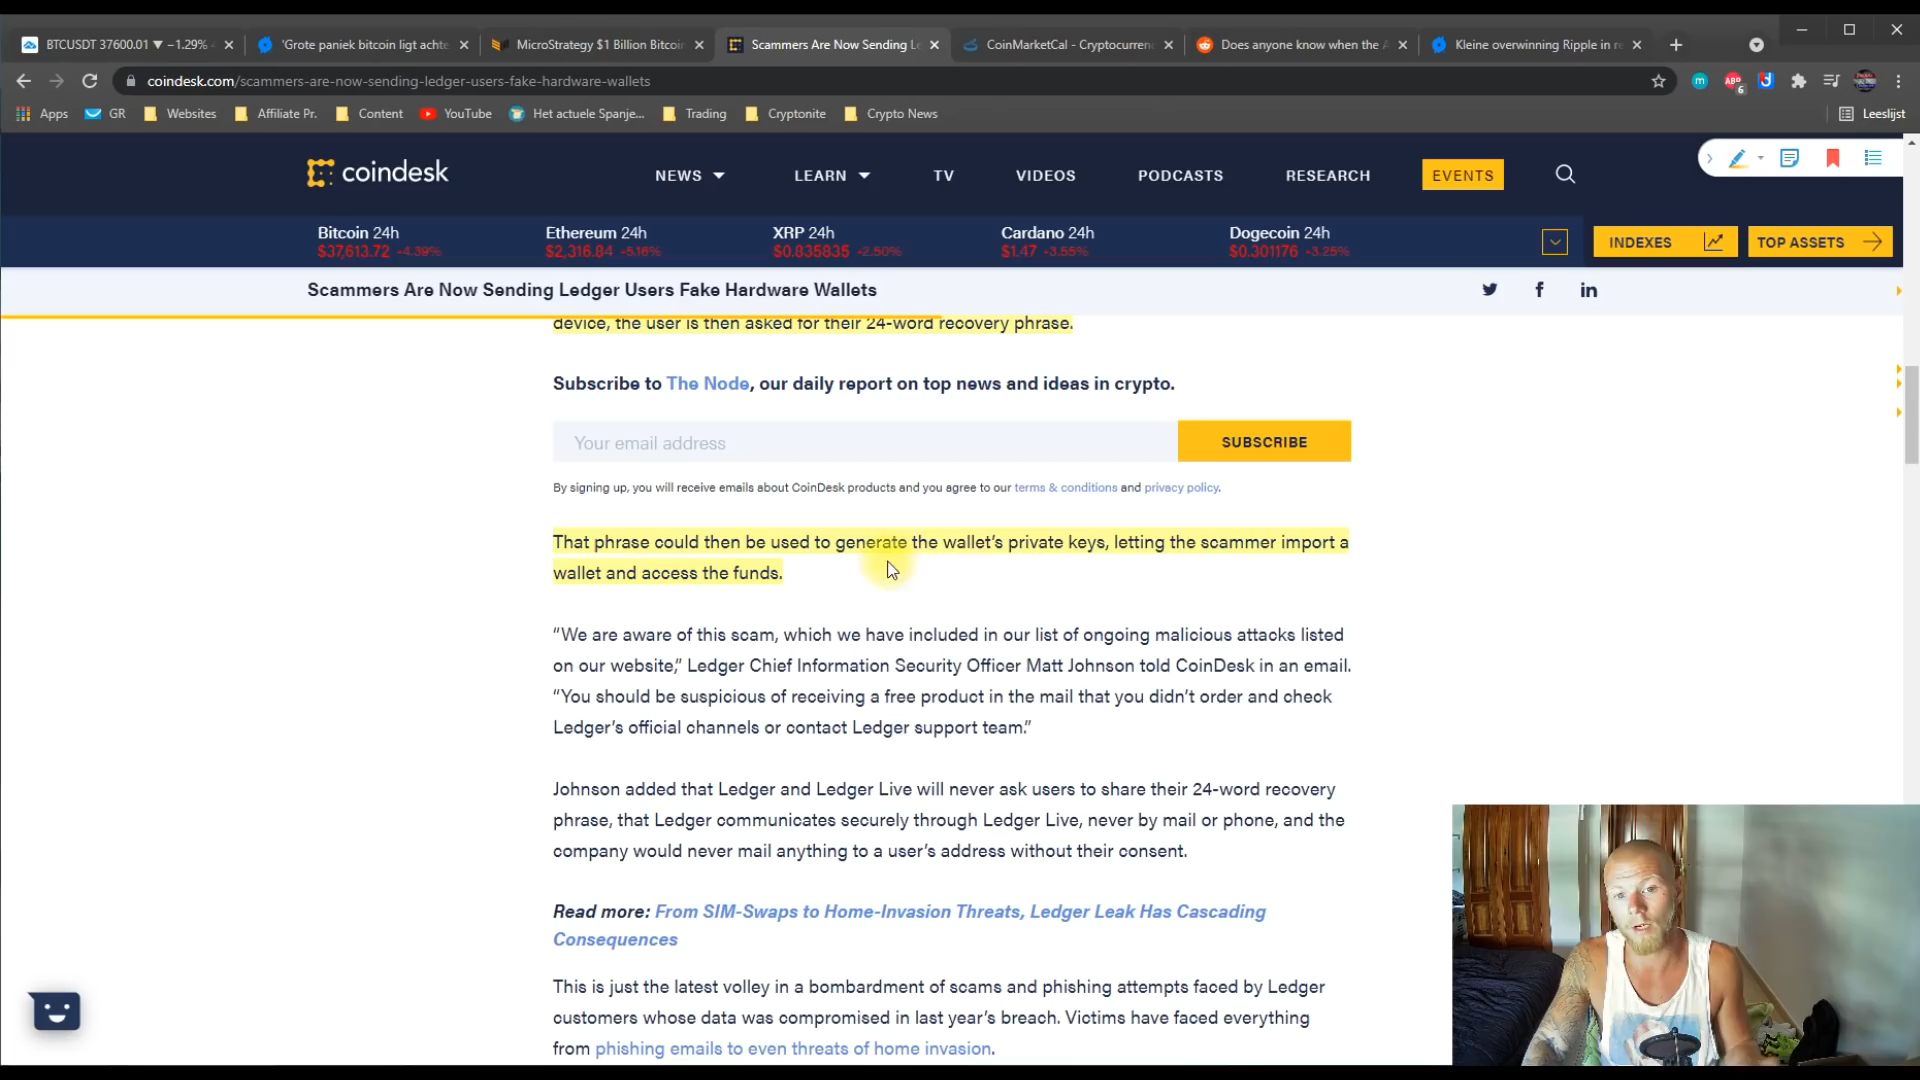 BTCUSDT 37600.01 ▼ −1.29%
'Grote paniek bitcoin ligt achte
MicroStrategy $1 Billion Bitcoi
Scammers Are Now Sending Le
CoinMarketCal - Cryptocurren
Does anyone know when the
Kleine overwinning Ripple in r
coindesk.com/scammers-are-now-sending-ledger-users-fake-hardware-wallets
ABP
6
Apps
GR
Websites
Affiliate Pr.
Content
YouTube
Het actuele Spanje...
Trading
Cryptonite
Crypto News
Leeslijst
coindesk
NEWS
LEARN
TV
VIDEOS
PODCASTS
RESEARCH
EVENTS
Bitcoin 24h
$37,613.72 -4.39%
Ethereum 24h
$2,316.84 -5.16%
XRP 24h
$0.835835 -2.50%
Cardano 24h
$1.47 -3.55%
Dogecoin 24h
$0.301176 -3.25%
INDEXES
TOP ASSETS
Scammers Are Now Sending Ledger Users Fake Hardware Wallets
device, the user is then asked for their 24-word recovery phrase.
Subscribe to The Node, our daily report on top news and ideas in crypto.
Your email address
SUBSCRIBE
By signing up, you will receive emails about CoinDesk products and you agree to our terms & conditions and privacy policy.
That phrase could then be used to generate the wallet's private keys, letting the scammer import a
wallet and access the funds.
“We are aware of this scam, which we have included in our list of ongoing malicious attacks listed
on our website,” Ledger Chief Information Security Officer Matt Johnson told CoinDesk in an email.
“You should be suspicious of receiving a free product in the mail that you didn’t order and check
Ledger’s official channels or contact Ledger support team.”
Johnson added that Ledger and Ledger Live will never ask users to share their 24-word recovery
phrase, that Ledger communicates securely through Ledger Live, never by mail or phone, and the
company would never mail anything to a user’s address without their consent.
Read more: From SIM-Swaps to Home-Invasion Threats, Ledger Leak Has Cascading
Consequences
This is just the latest volley in a bombardment of scams and phishing attempts faced by Ledger
customers whose data was compromised in last year’s breach. Victims have faced everything
from phishing emails to even threats of home invasion.